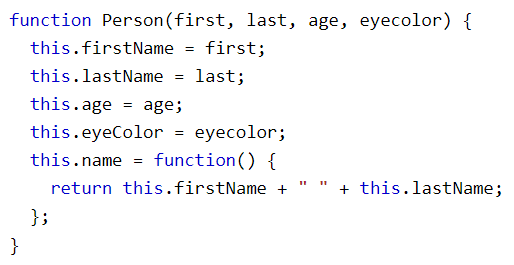 function Person(first, last, age, eyecolor) {
  this.firstName = first;
  this.lastName = last;
  this.age = age;
  this.eyeColor = eyecolor;
  this.name = function() {
    return this.firstName + " " + this.lastName;
  };
}